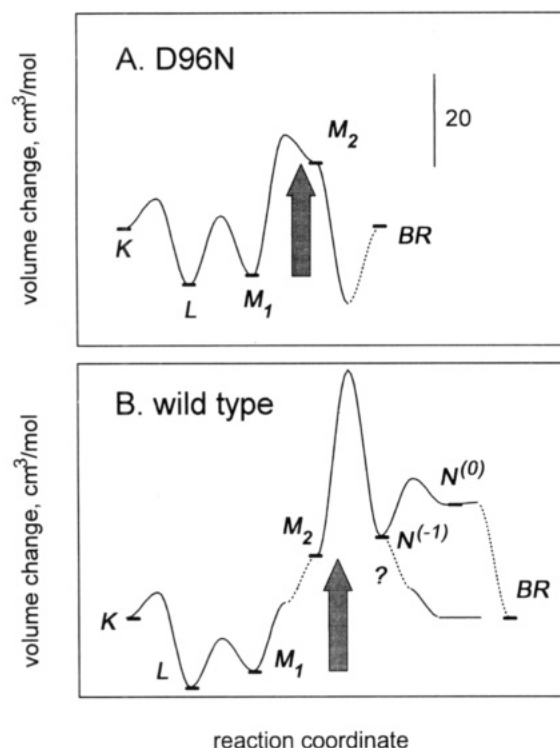 A. D96N
volume change, cm³/mol
20
K
L
M₁
M₂
BR
B. wild type
volume change, cm³/mol
K
L
M₁
M₂
N⁽⁻¹⁾
?
N⁽⁰⁾
BR
reaction coordinate